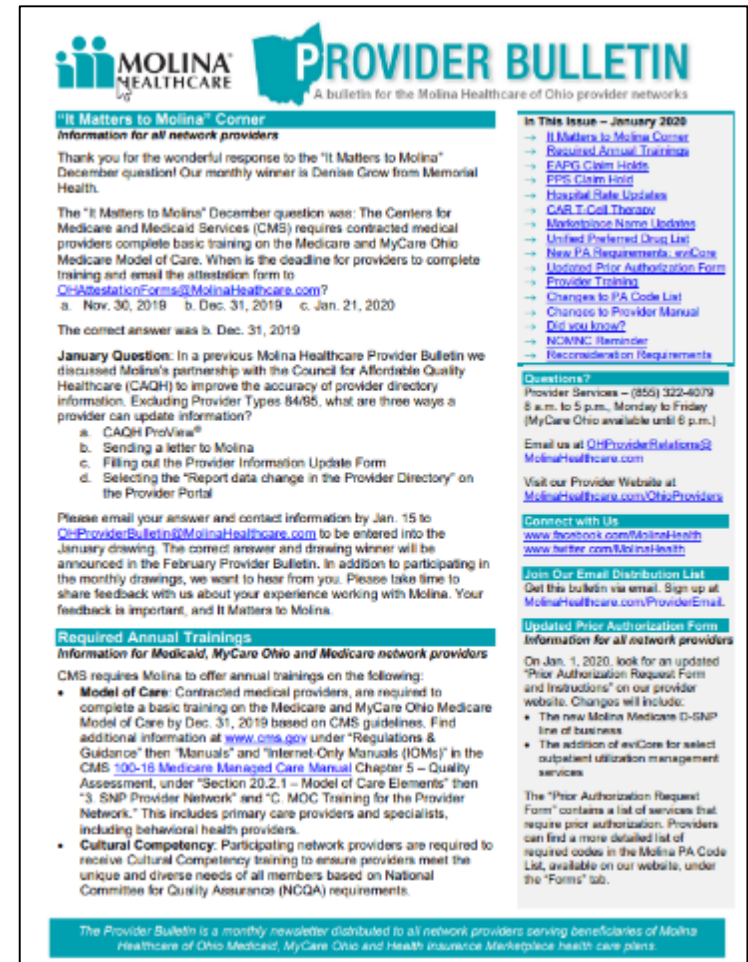 MOLINA
HEALTHCARE
PROVIDER BULLETIN
A bulletin for the Molina Healthcare of Ohio provider networks
"It Matters to Molina" Corner
Information for all network providers
Thank you for the wonderful response to the "It Matters to Molina"
December question! Our monthly winner is Denise Grow from Memorial
Health.
The "It Matters to Molina" December question was: The Centers for
Medicare and Medicaid Services (CMS) requires contracted medical
providers complete basic training on the Medicare and MyCare Ohio
Medicare Model of Care. When is the deadline for providers to complete
training and email the attestation form to
OHAttestationForms@MolinaHeathcare.com?
a. Nov. 30, 2019 b. Dec. 31, 2019 c. Jan. 21, 2020
The correct answer was b. Dec. 31, 2019
January Question: In a previous Molina Healthcare Provider Bulletin we
discussed Molina's partnership with the Council for Affordable Quality
Healthcare (CAQH) to improve the accuracy of provider directory
information. Excluding Provider Types 84/95, what are three ways a
provider can update information?
a. CAQH ProView®
b. Sending a letter to Molina
c. Filling out the Provider Information Update Form
d. Selecting the "Report data change in the Provider Directory" on
the Provider Portal
Please email your answer and contact information by Jan. 15 to
OHProviderBulletin@MolinaHealthcare.com to be entered into the
January drawing. The correct answer and drawing winner will be
announced in the February Provider Bulletin. In addition to participating in
the monthly drawings, we want to hear from you. Please take time to
share feedback with us about your experience working with Molina. Your
feedback is important, and It Matters to Molina.
Required Annual Trainings
Information for Medicaid, MyCare Ohio and Medicare network providers
CMS requires Molina to offer annual trainings on the following:
• Model of Care: Contracted medical providers, are required to
complete a basic training on the Medicare and MyCare Ohio Medicare
Model of Care by Dec. 31, 2019 based on CMS guidelines. Find
additional information at www.cms.gov under "Regulations &
Guidance" then "Manuals" and "Internet-Only Manuals (IOMs)" in the
CMS 100-16 Medicare Managed Care Manual Chapter 5 – Quality
Assessment, under "Section 20.2.1 – Model of Care Elements" then
"3. SNP Provider Network" and "C. MOC Training for the Provider
Network." This includes primary care providers and specialists,
including behavioral health providers.
• Cultural Competency: Participating network providers are required to
receive Cultural Competency training to ensure providers meet the
unique and diverse needs of all members based on National
Committee for Quality Assurance (NCQA) requirements.
In This Issue – January 2020
→ It Matters to Molina Corner
→ Required Annual Trainings
→ EAPG Claim Holds
→ PPS Claim Hold
→ Hospital Rate Updates
→ CAR T-Cell Therapy
→ Marketplace Name Updates
→ Unified Preferred Drug List
→ New PA Requirements: eviCore
→ Updated Prior Authorization Form
→ Provider Training
→ Changes to PA Code List
→ Changes to Provider Manual
→ Did you know?
→ NOMNC Reminder
→ Reconsideration Requirements
Questions?
Provider Services – (855) 322-4079
8 a.m. to 5 p.m., Monday to Friday
(MyCare Ohio available until 6 p.m.)
Email us at OHProviderRelations@
MolinaHealthcare.com
Visit our Provider Website at
MolinaHealthcare.com/OhioProviders
Connect with Us
www.facebook.com/MolinaHealth
www.twitter.com/MolinaHealth
Join Our Email Distribution List
Get this bulletin via email. Sign up at
MolinaHealthcare.com/ProviderEmail.
Updated Prior Authorization Form
Information for all network providers
On Jan. 1, 2020, look for an updated
"Prior Authorization Request Form
and Instructions" on our provider
website. Changes will include:
• The new Molina Medicare D-SNP
line of business
• The addition of eviCore for select
outpatient utilization management
services
The "Prior Authorization Request
Form" contains a list of services that
require prior authorization. Providers
can find a more detailed list of
required codes in the Molina PA Code
List, available on our website, under
the "Forms" tab.
The Provider Bulletin is a monthly newsletter distributed to all network providers serving beneficiaries of Molina
Healthcare of Ohio Medicaid, MyCare Ohio and Health Insurance Marketplace health care plans.